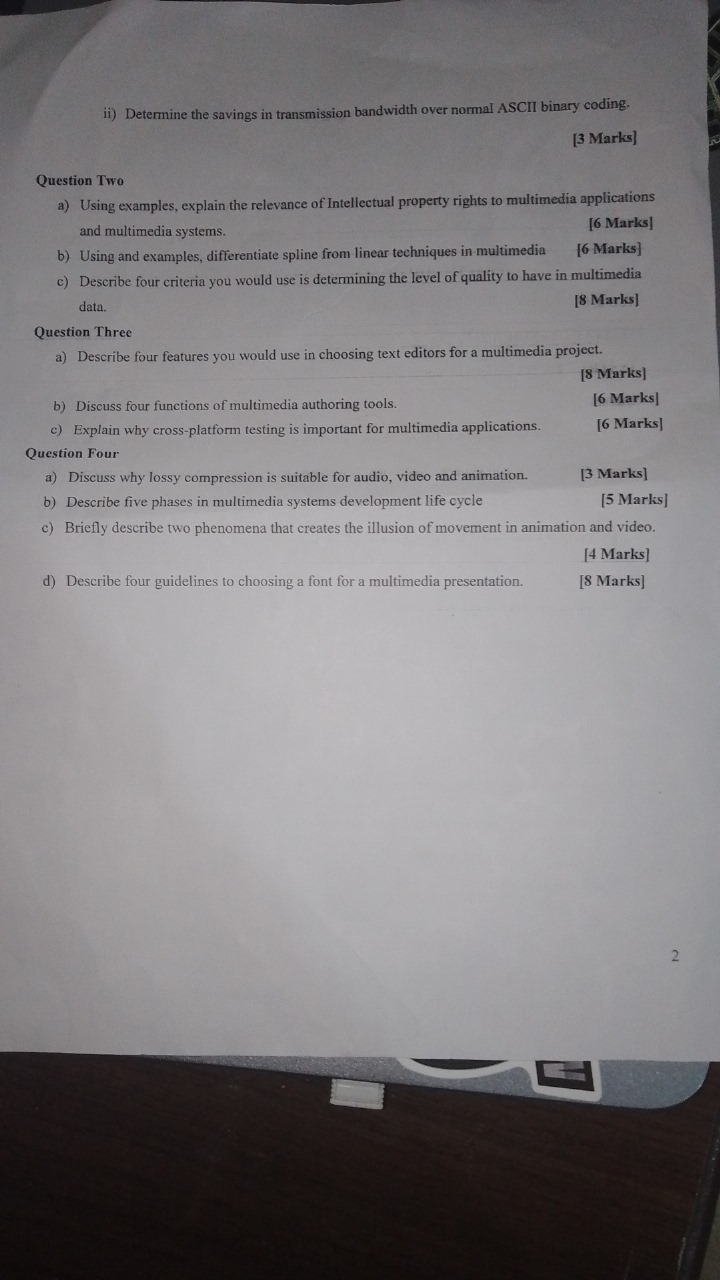 ii) Determine the savings in transmission bandwidth over normal ASCII binary coding.
[3 Marks]
Question Two
a) Using examples, explain the relevance of Intellectual property rights to multimedia applications
and multimedia systems. [6 Marks]
b) Using and examples, differentiate spline from linear techniques in multimedia [6 Marks]
c) Describe four criteria you would use is determining the level of quality to have in multimedia
data. [8 Marks]
Question Three
a) Describe four features you would use in choosing text editors for a multimedia project.
[8 Marks]
b) Discuss four functions of multimedia authoring tools. [6 Marks]
c) Explain why cross-platform testing is important for multimedia applications. [6 Marks]
Question Four
a) Discuss why lossy compression is suitable for audio, video and animation. [3 Marks]
b) Describe five phases in multimedia systems development life cycle [5 Marks]
c) Briefly describe two phenomena that creates the illusion of movement in animation and video.
[4 Marks]
d) Describe four guidelines to choosing a font for a multimedia presentation. [8 Marks]
2